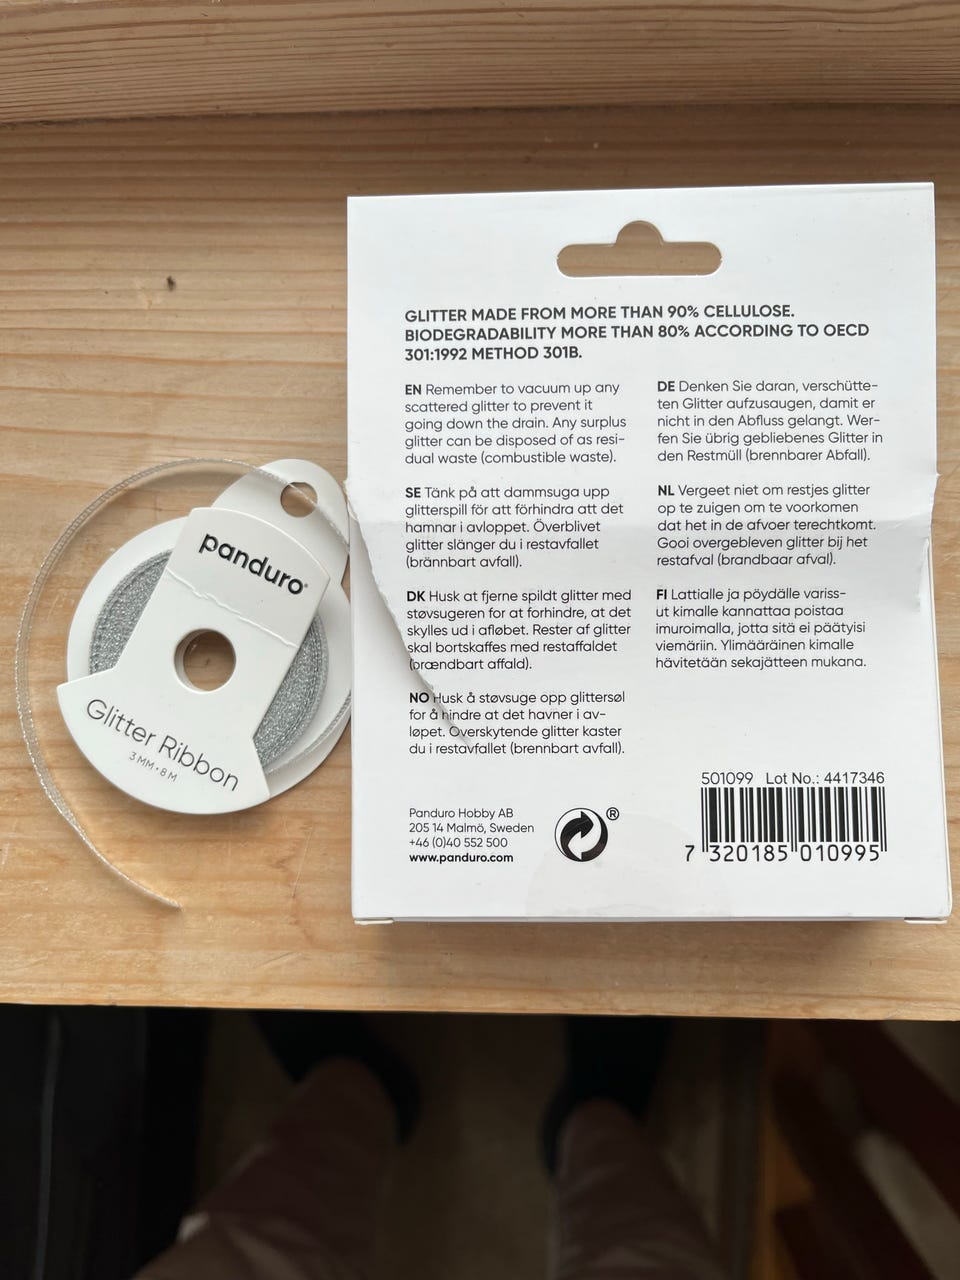 panduro®
Glitter Ribbon
3 MM • 8 M
GLITTER MADE FROM MORE THAN 90% CELLULOSE.
BIODEGRADABILITY MORE THAN 80% ACCORDING TO OECD
301:1992 METHOD 301B.
EN Remember to vacuum up any
scattered glitter to prevent it
going down the drain. Any surplus
glitter can be disposed of as resi-
dual waste (combustible waste).
SE Tänk på att dammsuga upp
glitterspill för att förhindra att det
hamnar i avloppet. Överblivet
glitter slänger du i restavfallet
(brännbart avfall).
DK Husk at fjerne spildt glitter med
støvsugeren for at forhindre, at det
skylles ud i afløbet. Rester af glitter
skal bortskaffes med restaffaldet
(brændbart affald).
NO Husk å støvsuge opp glittersøl
for å hindre at det havner i av-
løpet. Overskytende glitter kaster
du i restavfallet (brennbart avfall).
DE Denken Sie daran, verschütte-
ten Glitter aufzusaugen, damit er
nicht in den Abfluss gelangt. Wer-
fen Sie übrig gebliebenes Glitter in
den Restmüll (brennbarer Abfall).
NL Vergeet niet om restjes glitter
op te zuigen om te voorkomen
dat het in de afvoer terechtkomt.
Gooi overgebleven glitter bij het
restafval (brandbaar afval).
FI Lattialle ja pöydälle variss-
ut kimalle kannattaa poistaa
imuroimalla, jotta sitä ei päätyisi
viemäriin. Ylimääräinen kimalle
hävitetään sekajätteen mukana.
Panduro Hobby AB
205 14 Malmö, Sweden
+46 (0)40 552 500
www.panduro.com
®
501099 Lot No.: 4417346
7 320185 010995